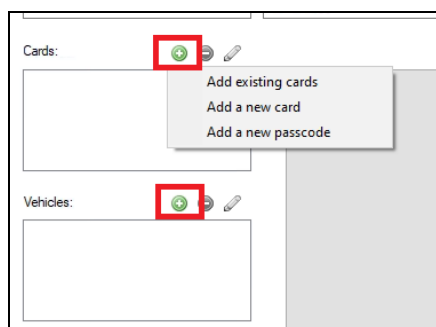 Cards:
Add existing cards
Add a new card
Add a new passcode
Vehicles: